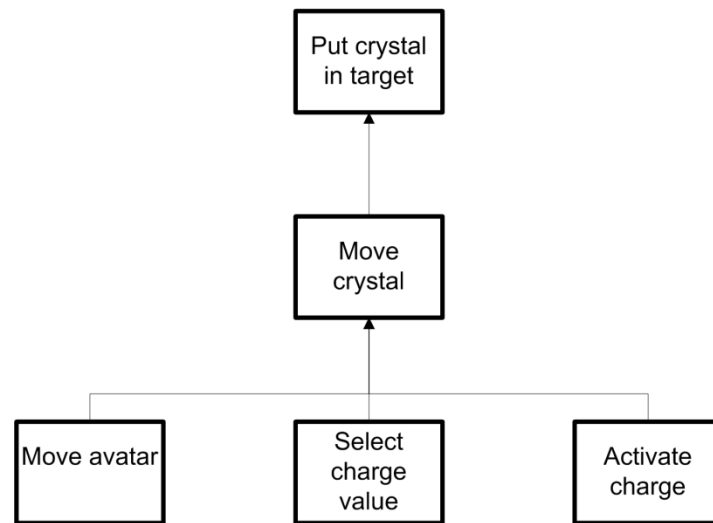 Put crystal
in target
Move
crystal
Move avatar
Select
charge
value
Activate
charge